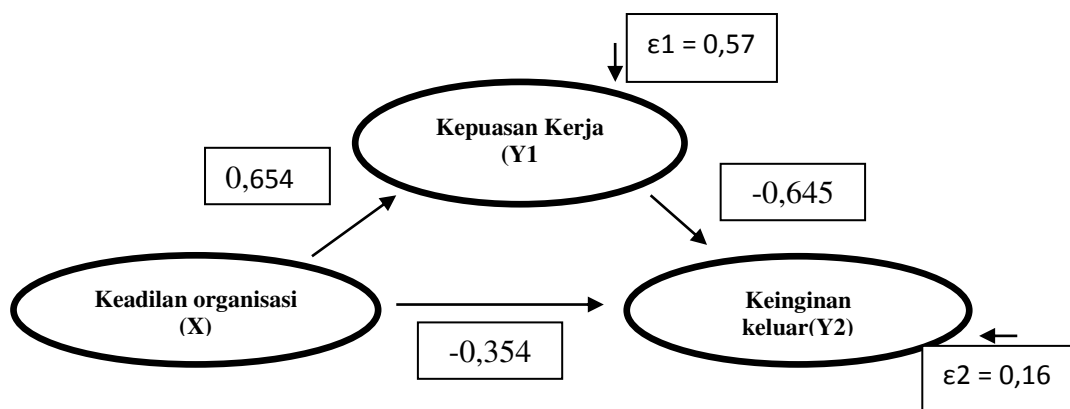 ε1 = 0,57
Kepuasan Kerja
(Y1
0,654
-0,645
Keadilan organisasi
(X)
Keinginan
keluar(Y2)
-0,354
ε2 = 0,16